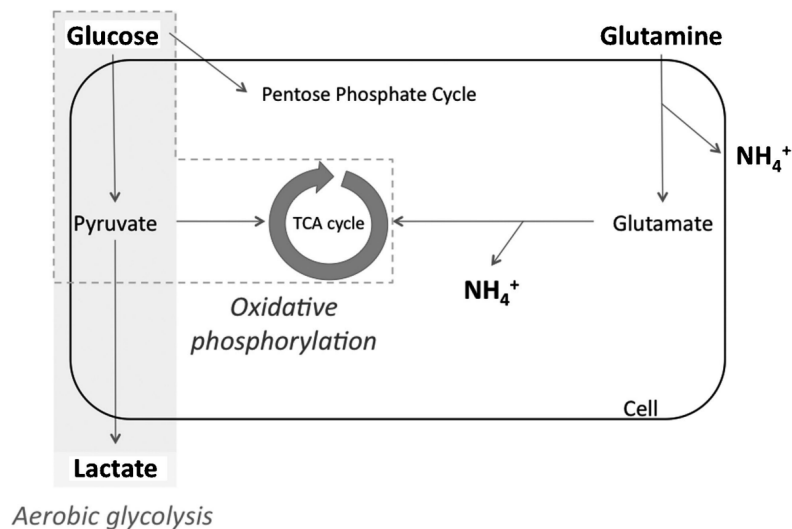 Glucose
Glutamine
Pentose Phosphate Cycle
NH₄⁺
Pyruvate
TCA cycle
Glutamate
NH₄⁺
Oxidative
phosphorylation
Cell
Lactate
Aerobic glycolysis